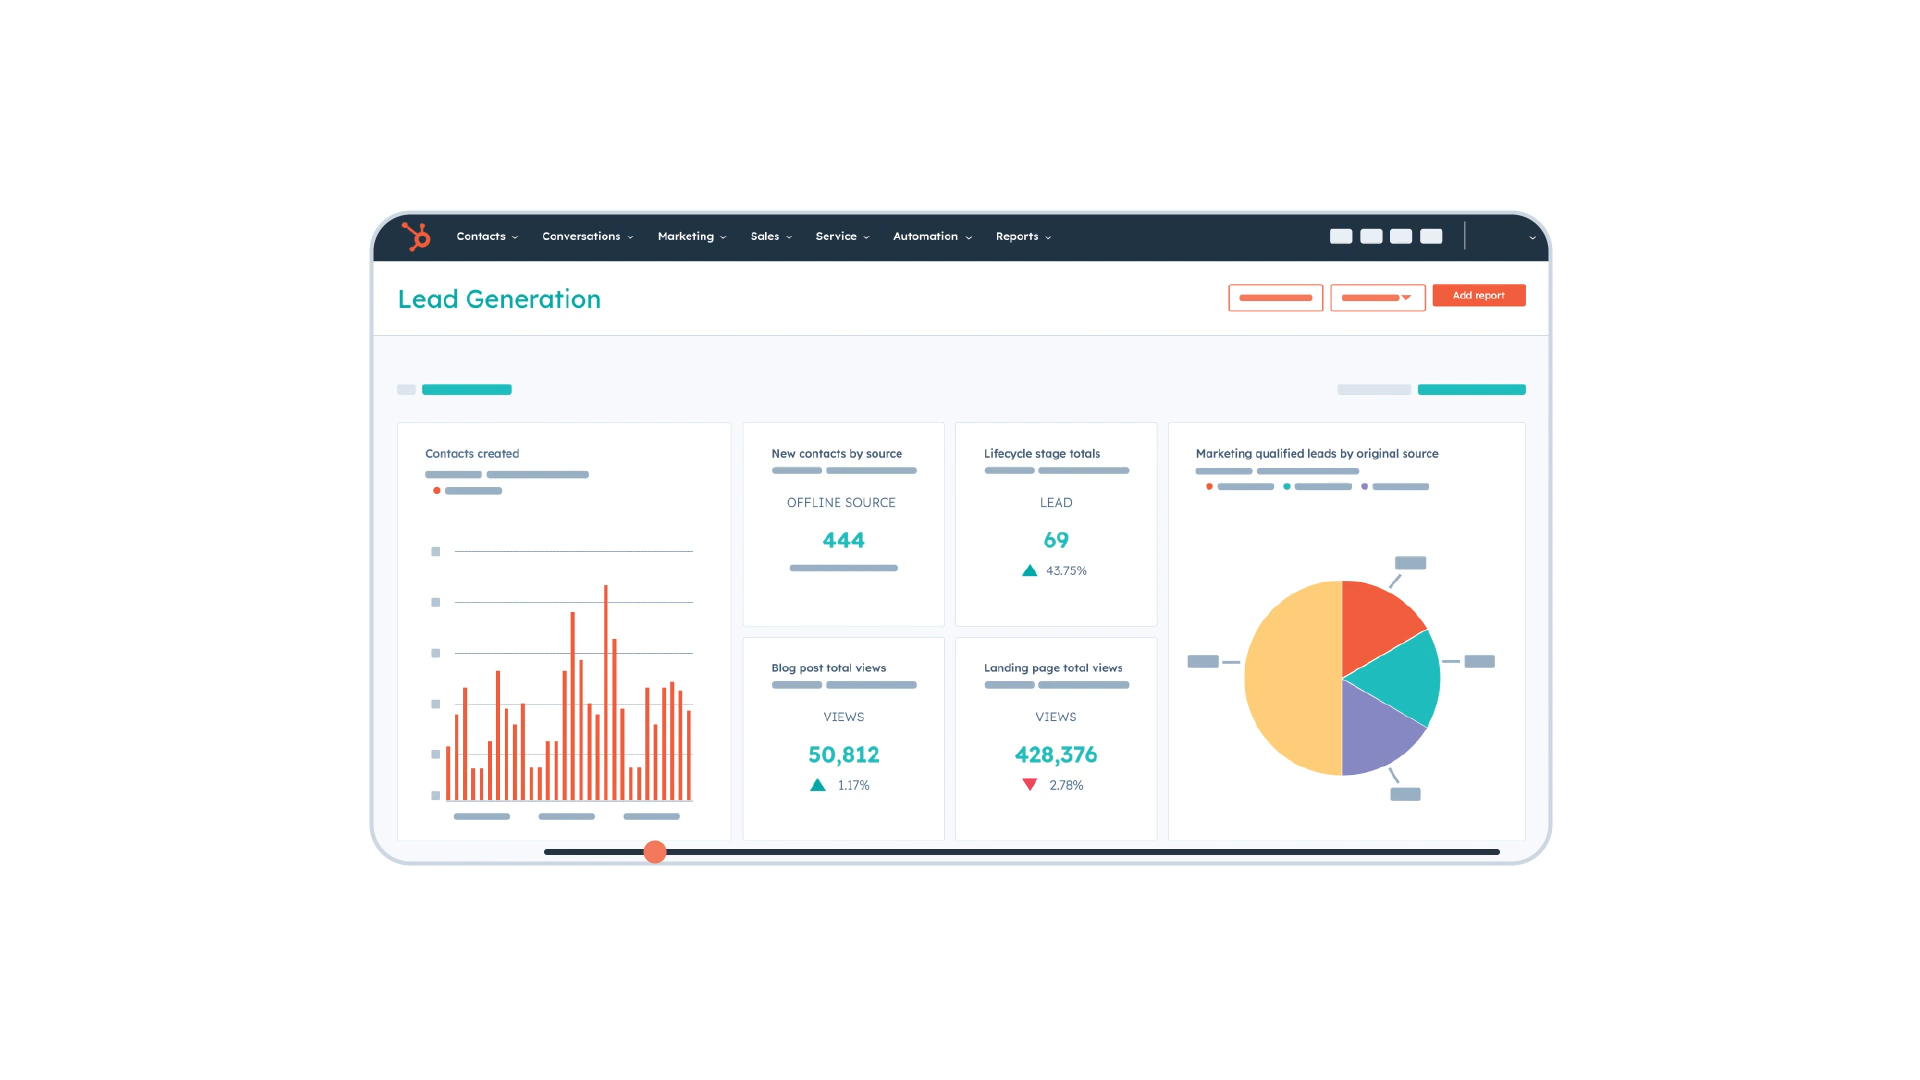 Contacts
Conversations
Marketing
Sales
Service
Automation
Reports
Lead Generation
Add report
Contacts created
New contacts by source
OFFLINE SOURCE
444
Lifecycle stage totals
LEAD
69
43.75%
Marketing qualified leads by original source
Blog post total views
VIEWS
50,812
1.17%
Landing page total views
VIEWS
428,376
2.78%